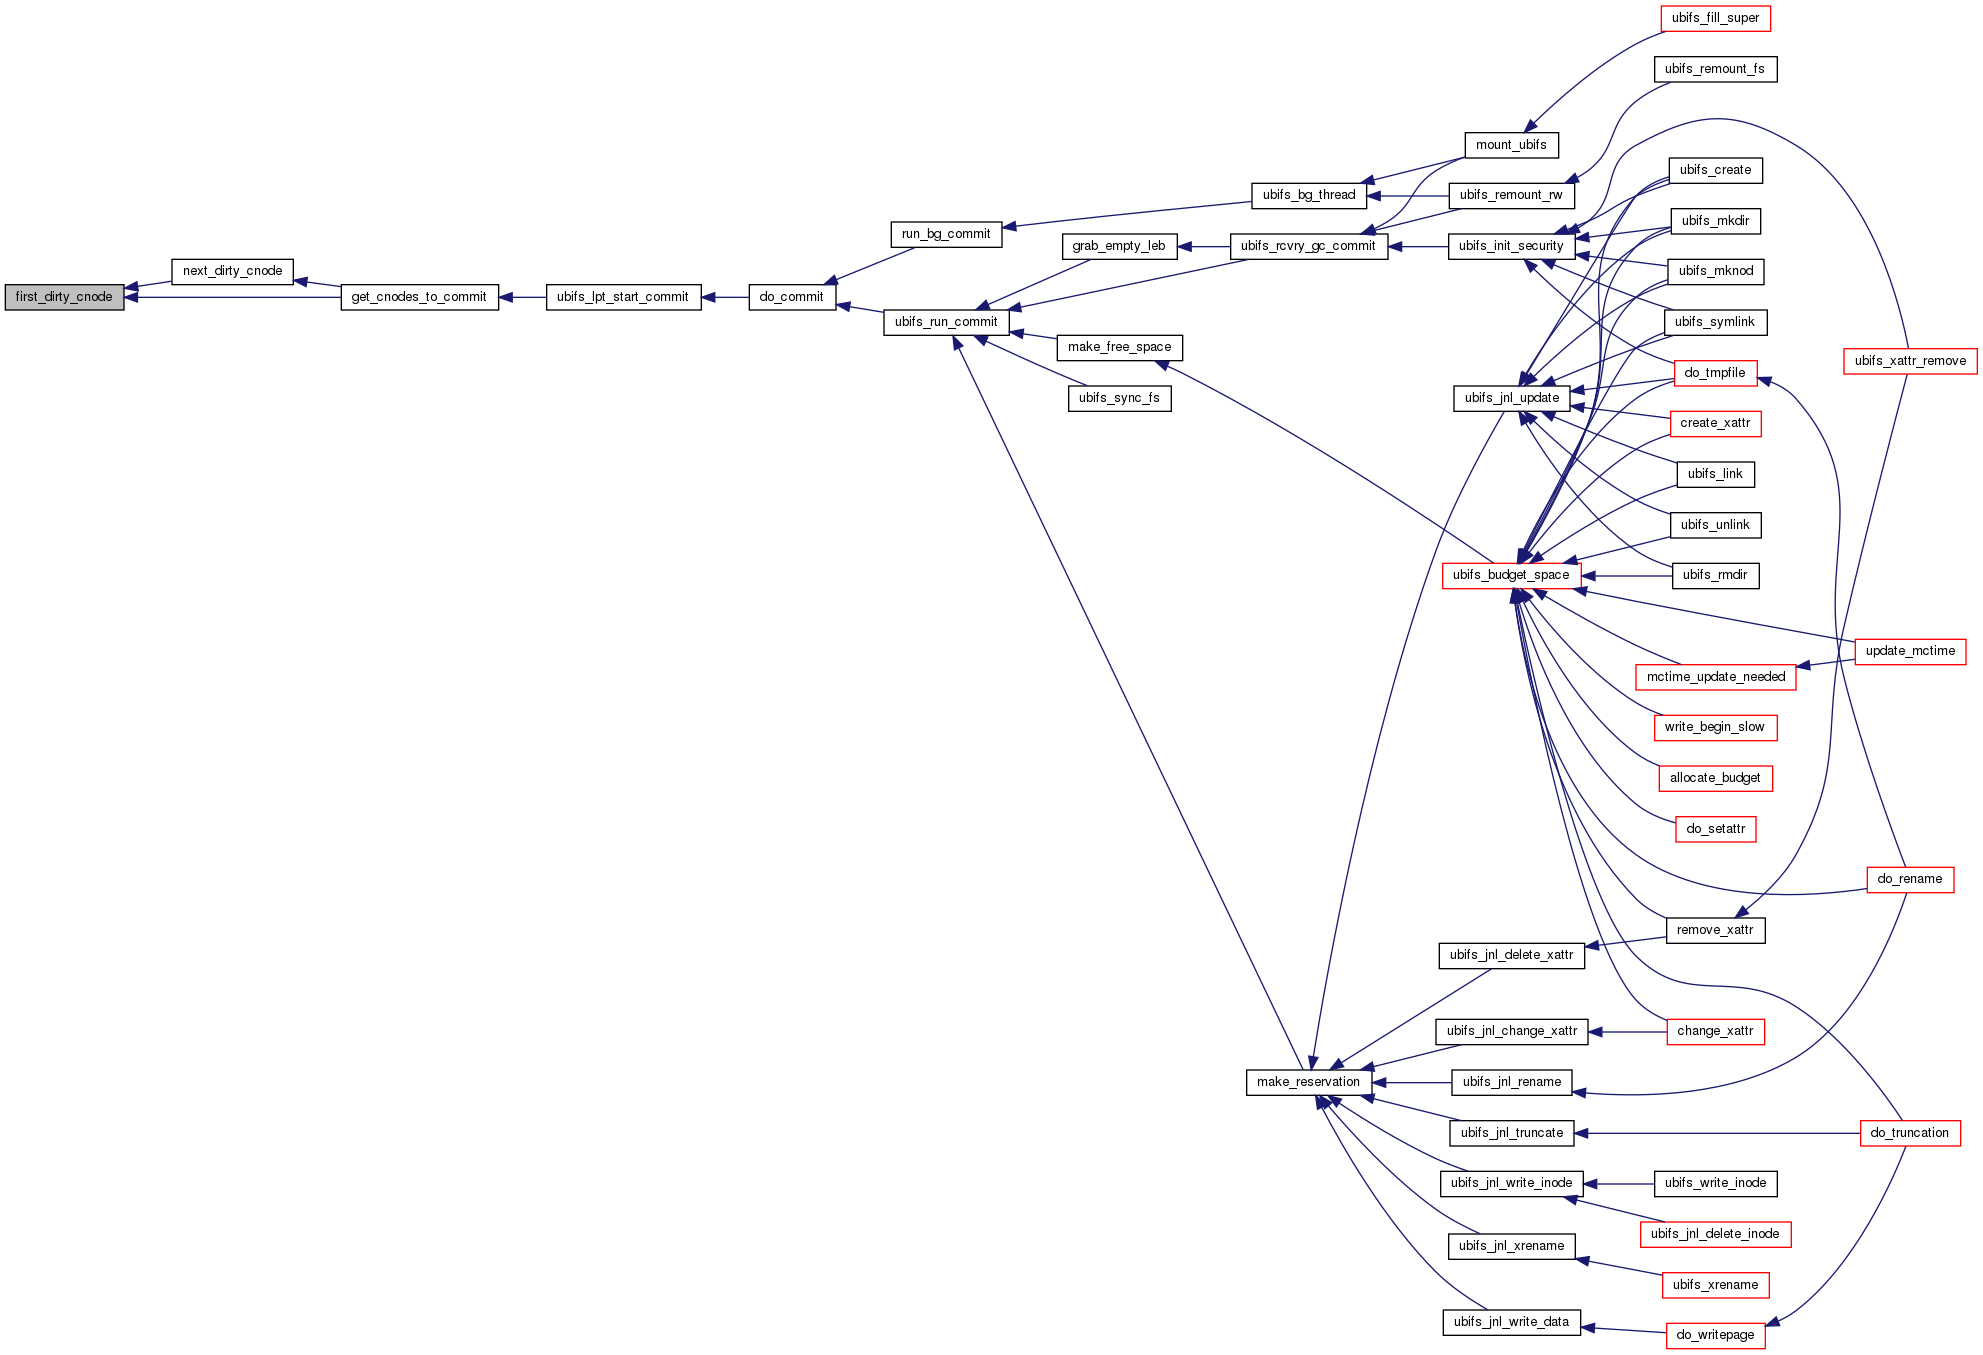 first_dirty_cnode
next_dirty_cnode
get_cnodes_to_commit
ubifs_lpt_start_commit
do_commit
run_bg_commit
ubifs_run_commit
grab_empty_leb
make_free_space
ubifs_sync_fs
ubifs_bg_thread
ubifs_rcvry_gc_commit
make_reservation
mount_ubifs
ubifs_remount_rw
ubifs_init_security
ubifs_jnl_update
ubifs_budget_space
ubifs_jnl_delete_xattr
ubifs_jnl_change_xattr
ubifs_jnl_rename
ubifs_jnl_truncate
ubifs_jnl_write_inode
ubifs_jnl_xrename
ubifs_jnl_write_data
ubifs_fill_super
ubifs_remount_fs
ubifs_create
ubifs_mkdir
ubifs_mknod
ubifs_symlink
do_tmpfile
create_xattr
ubifs_link
ubifs_unlink
ubifs_rmdir
mctime_update_needed
write_begin_slow
allocate_budget
do_setattr
remove_xattr
change_xattr
ubifs_write_inode
ubifs_jnl_delete_inode
ubifs_xrename
do_writepage
ubifs_xattr_remove
update_mctime
do_rename
do_truncation